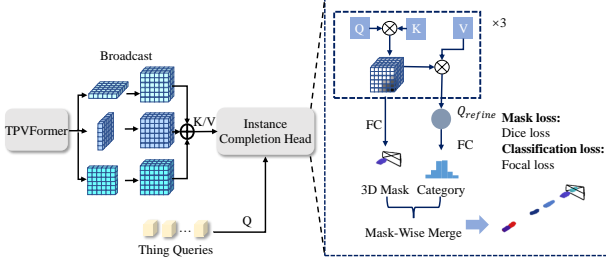 Broadcast
TPVFormer
K/V
Instance
Completion Head
Q
Thing Queries
...
Q
K
V
×3
Q_refine
FC
FC
Mask loss:
Dice loss
Classification loss:
Focal loss
3D Mask
Category
Mask-Wise Merge